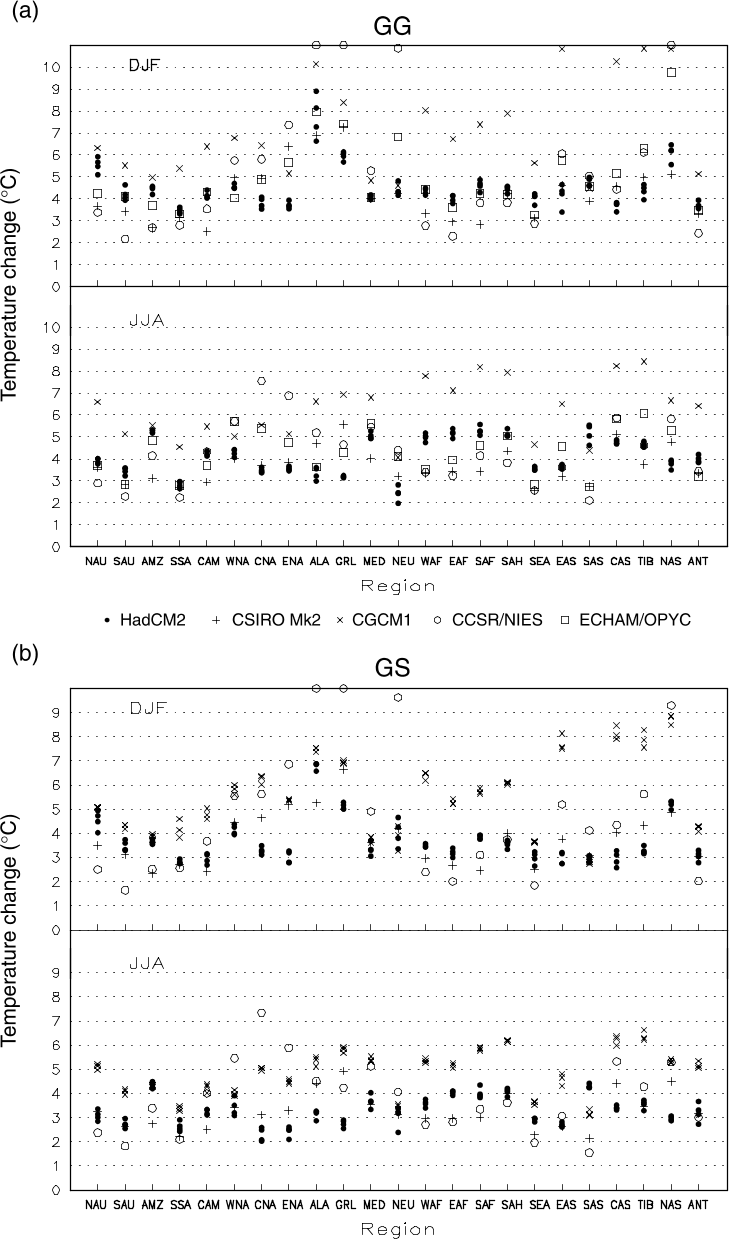 (a)
GG
DJF
10
9
8
7
6
5
4
3
2
1
0
JJA
10
9
8
7
6
5
4
3
2
1
0
Temperature change (°C)
NAU SAU AMZ SSA CAM WNA CNA ENA ALA GRL MED NEU WAF EAF SAF SAH SEA EAS SAS CAS TIB NAS ANT
Region
HadCM2 CSIRO Mk2 CGCM1 CCSR/NIES ECHAM/OPYC
(b)
GS
DJF
9
8
7
6
5
4
3
2
1
0
JJA
9
8
7
6
5
4
3
2
1
0
Temperature change (°C)
NAU SAU AMZ SSA CAM WNA CNA ENA ALA GRL MED NEU WAF EAF SAF SAH SEA EAS SAS CAS TIB NAS ANT
Region